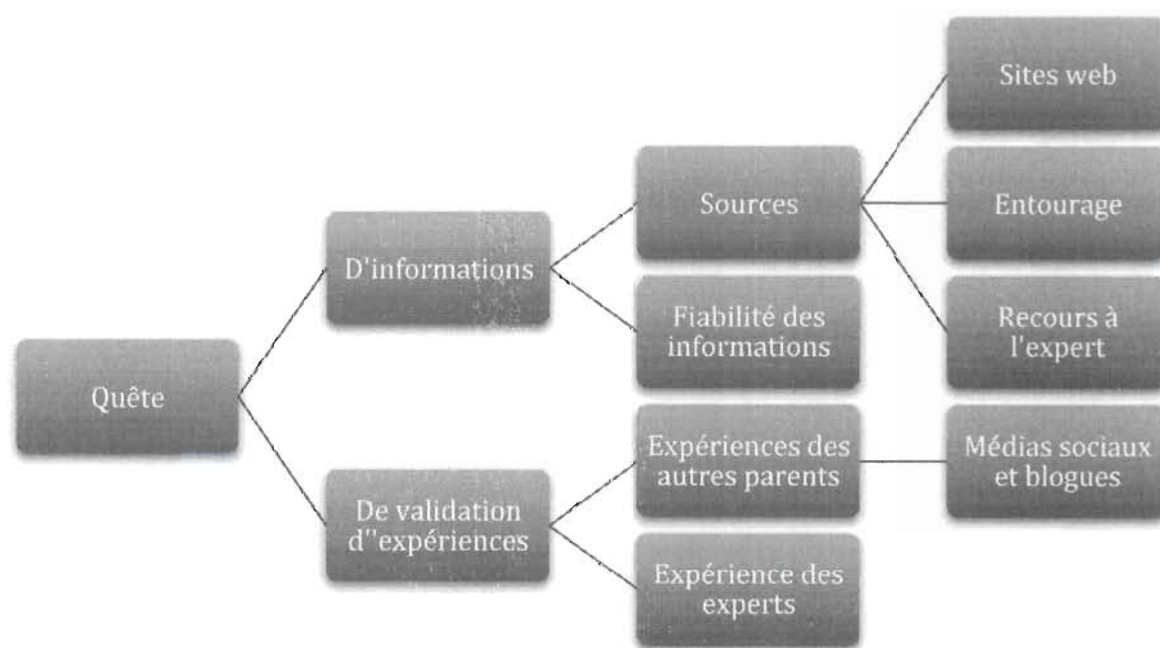 Quête
D'informations
De validation
d''expériences
Sources
Fiabilité des
informations
Expériences des
autres parents
Expérience des
experts
Sites web
Entourage
Recours à
l'expert
Médias sociaux
et blogues